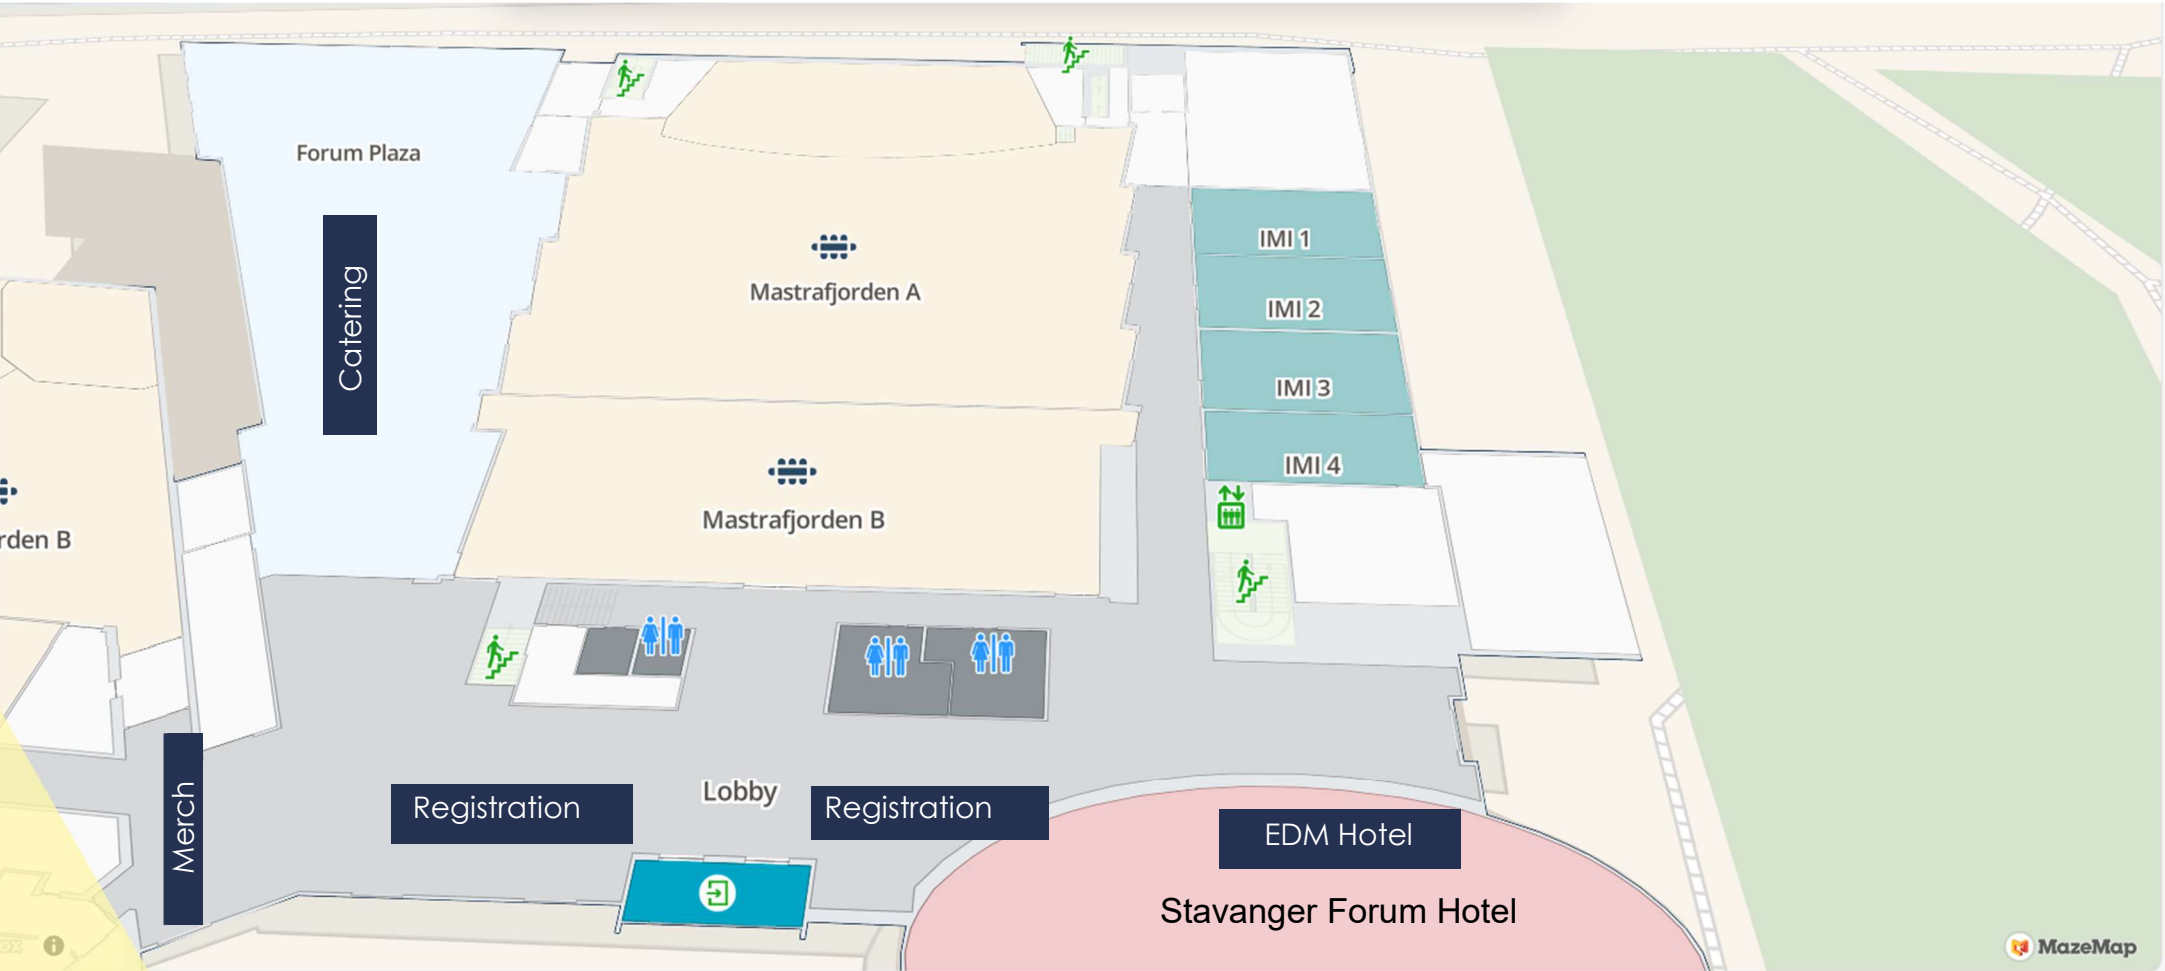 Forum Plaza
Catering
Mastrafjorden A
IMI 1
IMI 2
IMI 3
IMI 4
Mastrafjorden B
rden B
Merch
Registration
Lobby
Registration
EDM Hotel
Stavanger Forum Hotel
ox
MazeMap